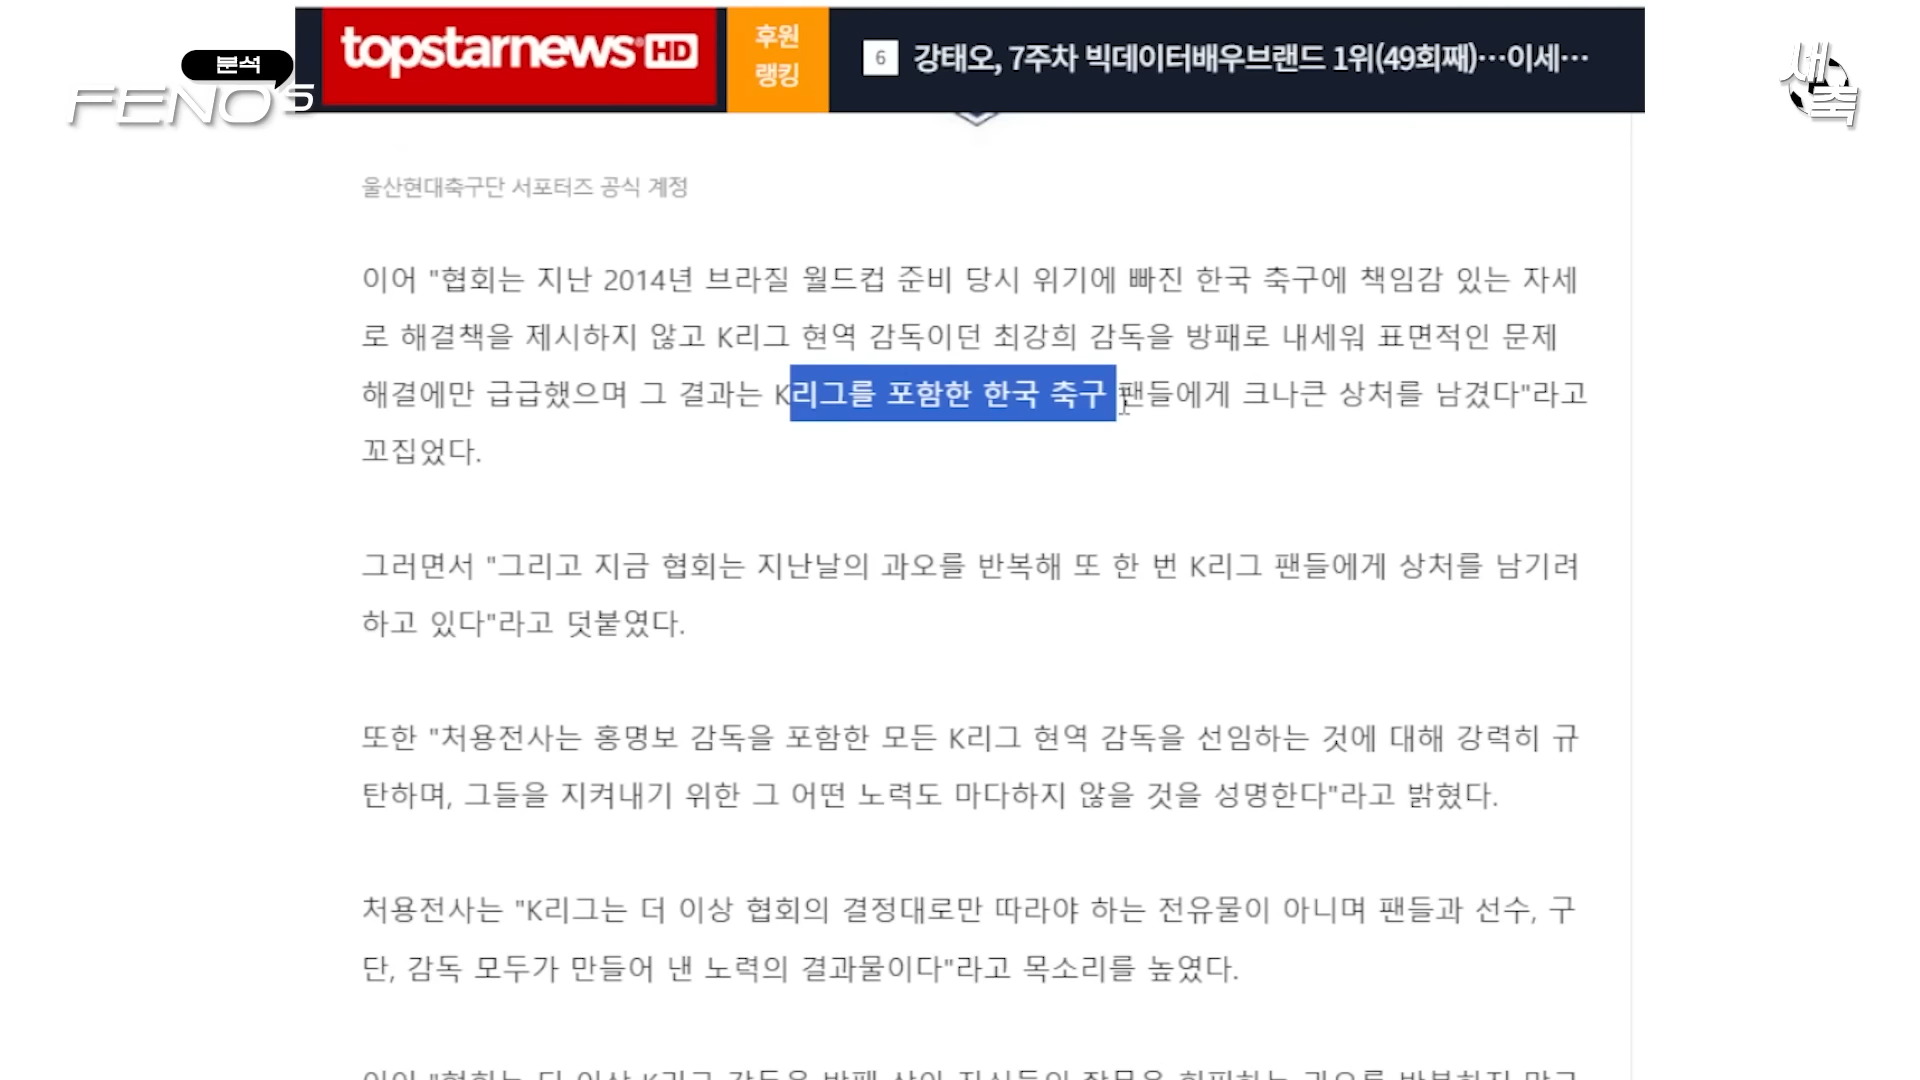 topstarnews HD
후원
랭킹
6 강태오, 7주차 빅데이터배우브랜드 1위(49회째)…이세…
분석
FENO'S
세축
울산현대축구단 서포터즈 공식 계정
이어 "협회는 지난 2014년 브라질 월드컵 준비 당시 위기에 빠진 한국 축구에 책임감 있는 자세
로 해결책을 제시하지 않고 K리그 현역 감독이던 최강희 감독을 방패로 내세워 표면적인 문제
해결에만 급급했으며 그 결과는 K리그를 포함한 한국 축구 팬들에게 크나큰 상처를 남겼다"라고
꼬집었다.
그러면서 "그리고 지금 협회는 지난날의 과오를 반복해 또 한 번 K리그 팬들에게 상처를 남기려
하고 있다"라고 덧붙였다.
또한 "처용전사는 홍명보 감독을 포함한 모든 K리그 현역 감독을 선임하는 것에 대해 강력히 규
탄하며, 그들을 지켜내기 위한 그 어떤 노력도 마다하지 않을 것을 성명한다"라고 밝혔다.
처용전사는 "K리그는 더 이상 협회의 결정대로만 따라야 하는 전유물이 아니며 팬들과 선수, 구
단, 감독 모두가 만들어 낸 노력의 결과물이다"라고 목소리를 높였다.